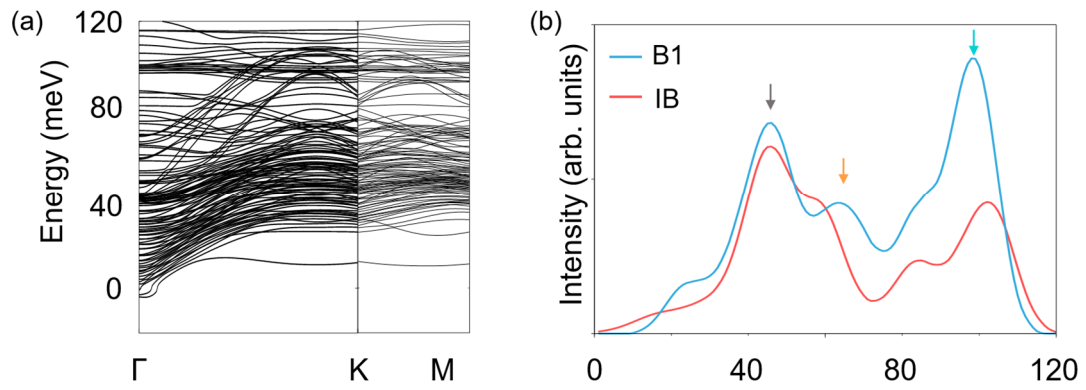 (a)
120
80
40
0
Energy (meV)
Γ
K
M
(b)
B1
IB
Intensity (arb. units)
0
40
80
120